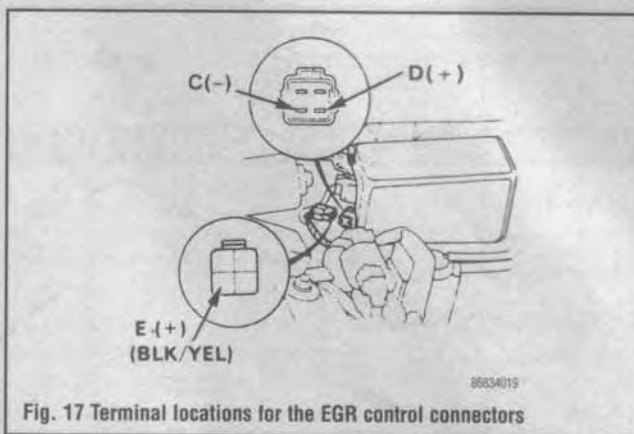 C(-)
D(+)
E (+)
(BLK/YEL)
86834019
Fig. 17 Terminal locations for the EGR control connectors